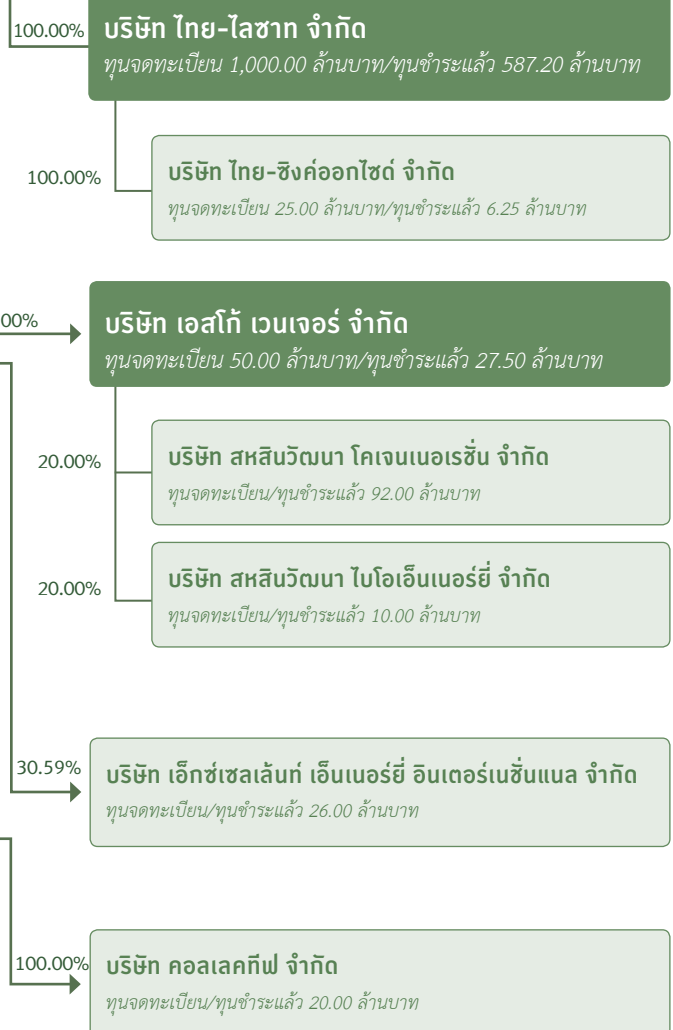 100.00%
บริษัท ไทย-ไลซาท จำกัด
ทุนจดทะเบียน 1,000.00 ล้านบาท/ทุนชำระแล้ว 587.20 ล้านบาท
100.00%
บริษัท ไทย-ซิงค์ออกไซด์ จำกัด
ทุนจดทะเบียน 25.00 ล้านบาท/ทุนชำระแล้ว 6.25 ล้านบาท
00%
บริษัท เอสโก้ เวนเจอร์ จำกัด
ทุนจดทะเบียน 50.00 ล้านบาท/ทุนชำระแล้ว 27.50 ล้านบาท
20.00%
บริษัท สหสินวัฒนา โคเจนเนอเรชั่น จำกัด
ทุนจดทะเบียน/ทุนชำระแล้ว 92.00 ล้านบาท
20.00%
บริษัท สหสินวัฒนา ไบโอเอ็นเนอร์ยี่ จำกัด
ทุนจดทะเบียน/ทุนชำระแล้ว 10.00 ล้านบาท
30.59%
บริษัท เอ็กซ์เซลเล้นท์ เอ็นเนอร์ยี่ อินเตอร์เนชั่นแนล จำกัด
ทุนจดทะเบียน/ทุนชำระแล้ว 26.00 ล้านบาท
100.00%
บริษัท คอลเลคทีฟ จำกัด
ทุนจดทะเบียน/ทุนชำระแล้ว 20.00 ล้านบาท